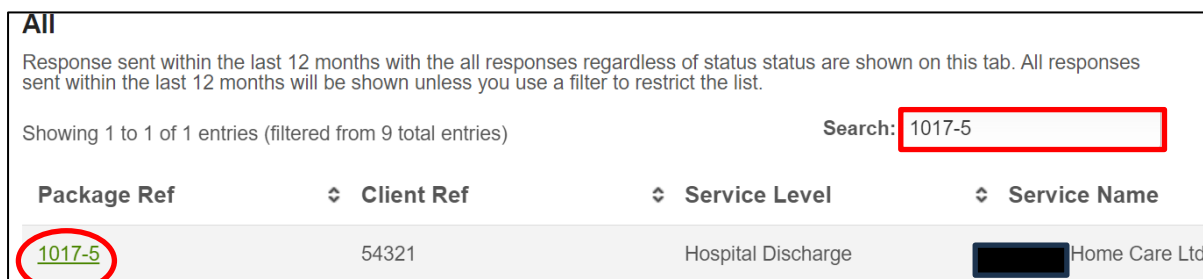 All
Response sent within the last 12 months with the all responses regardless of status status are shown on this tab. All responses
sent within the last 12 months will be shown unless you use a filter to restrict the list.
Showing 1 to 1 of 1 entries (filtered from 9 total entries) Search: 1017-5
Package Ref Client Ref Service Level Service Name
1017-5 54321 Hospital Discharge Home Care Ltd